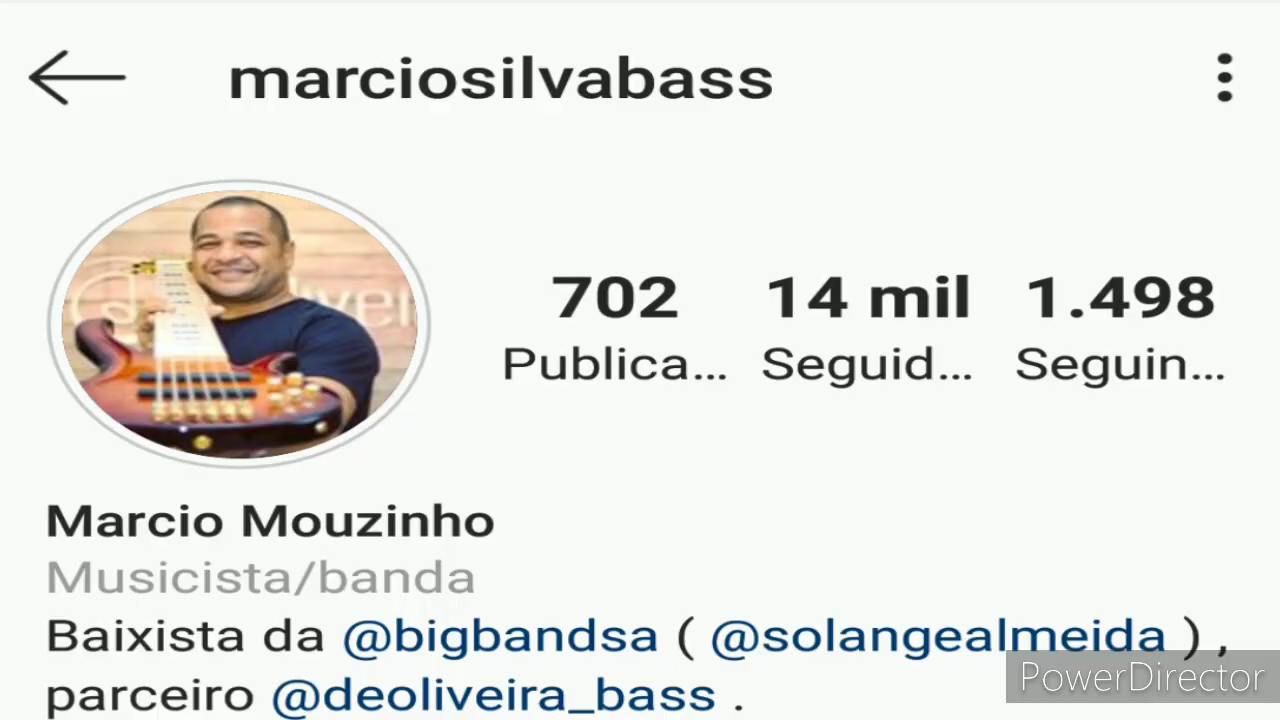 marciosilvabass
702 14 mil 1.498
Publica... Seguid... Seguin...
Marcio Mouzinho
Musicista/banda
Baixista da @bigbandsa ( @solangealmeida ) ,
parceiro @deoliveira_bass .
PowerDirector